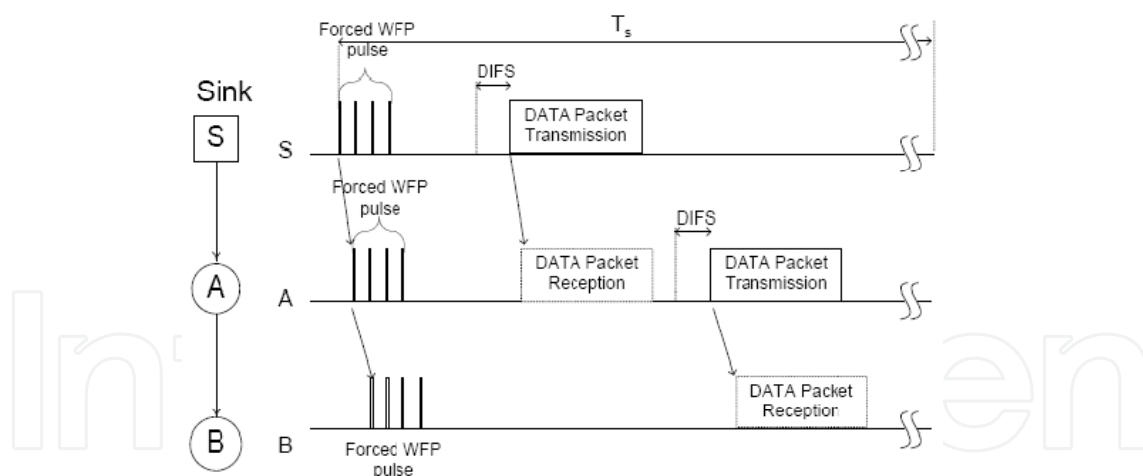 Forced WFP
pulse
Ts
DIFS
Sink
S
S
DATA Packet
Transmission
Forced WFP
pulse
DIFS
A
A
DATA Packet
Reception
DATA Packet
Transmission
B
B
DATA Packet
Reception
Forced WFP
pulse